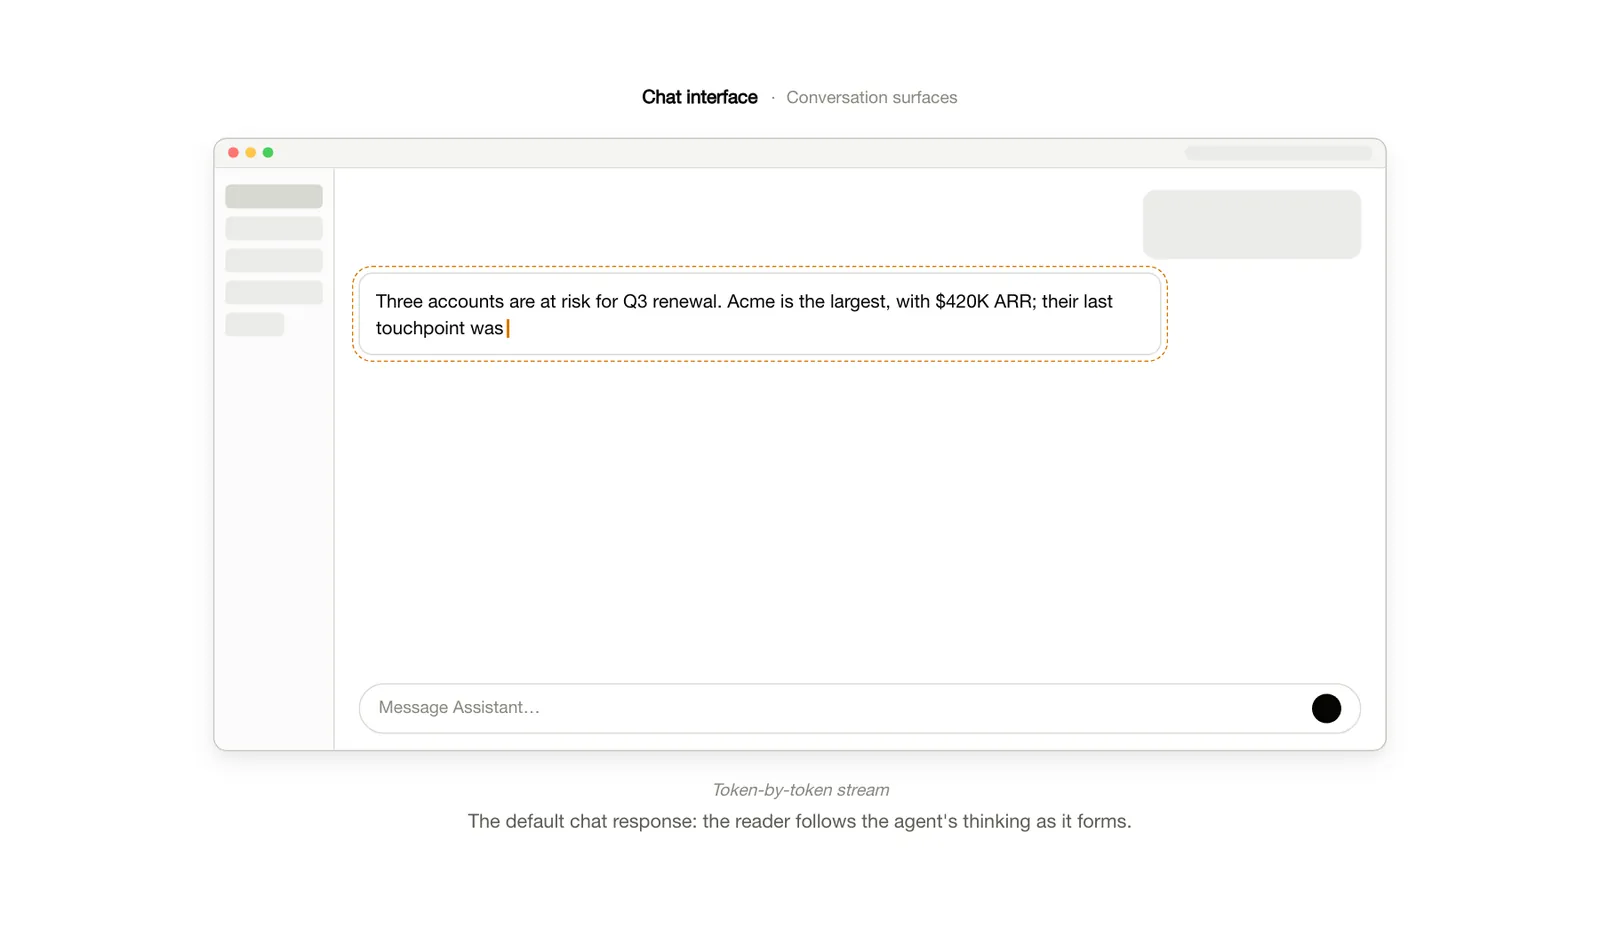 Chat interface · Conversation surfaces
Three accounts are at risk for Q3 renewal. Acme is the largest, with $420K ARR; their last
touchpoint was
Message Assistant...
Token-by-token stream
The default chat response: the reader follows the agent's thinking as it forms.